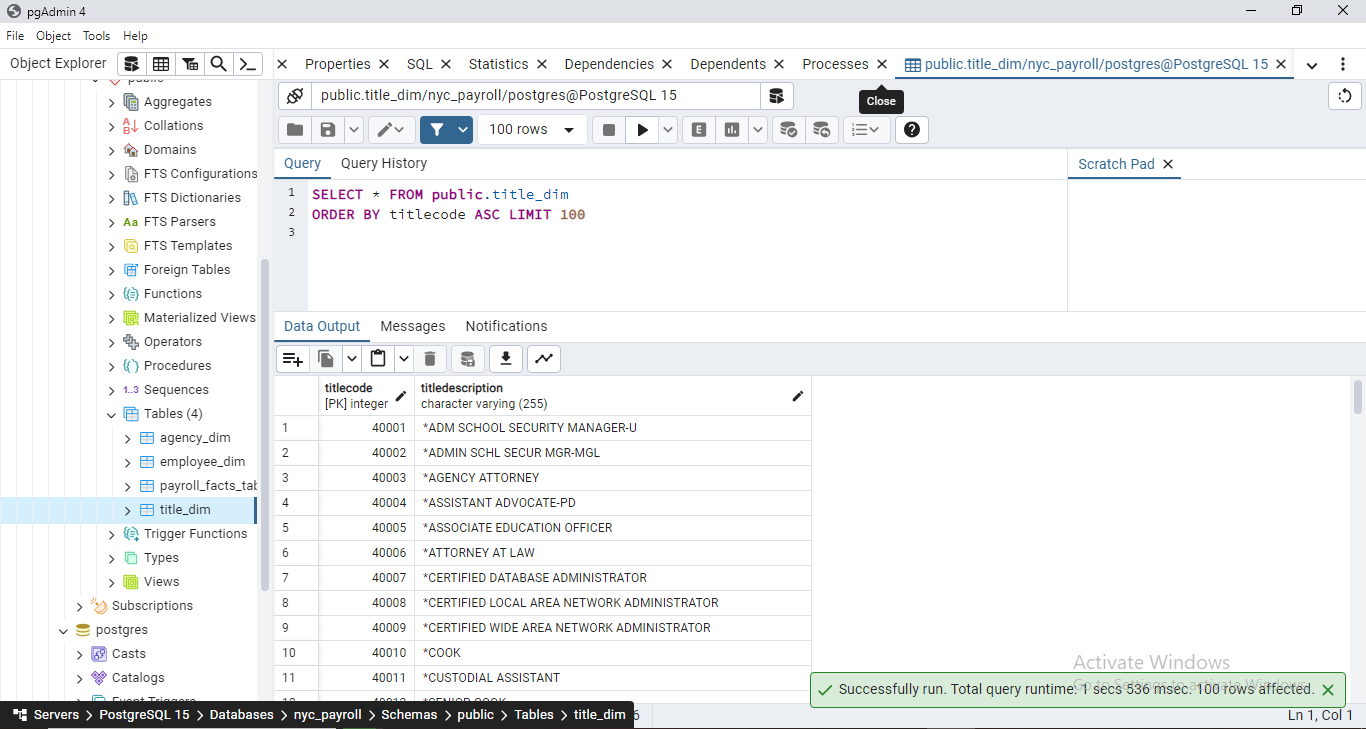 pgAdmin 4
File Object Tools Help
Object Explorer
Properties SQL Statistics Dependencies Dependents Processes public.title_dim/nyc_payroll/postgres@PostgreSQL 15
public.title_dim/nyc_payroll/postgres@PostgreSQL 15
Close
100 rows
E
Query Query History
Scratch Pad
1 SELECT * FROM public.title_dim
2 ORDER BY titlecode ASC LIMIT 100
3
Data Output Messages Notifications
titlecode
[PK] integer
titledescription
character varying (255)
1 40001 *ADM SCHOOL SECURITY MANAGER-U
2 40002 *ADMIN SCHL SECUR MGR-MGL
3 40003 *AGENCY ATTORNEY
4 40004 *ASSISTANT ADVOCATE-PD
5 40005 *ASSOCIATE EDUCATION OFFICER
6 40006 *ATTORNEY AT LAW
7 40007 *CERTIFIED DATABASE ADMINISTRATOR
8 40008 *CERTIFIED LOCAL AREA NETWORK ADMINISTRATOR
9 40009 *CERTIFIED WIDE AREA NETWORK ADMINISTRATOR
10 40010 *COOK
11 40011 *CUSTODIAL ASSISTANT
public
Aggregates
Collations
Domains
FTS Configurations
FTS Dictionaries
Aa FTS Parsers
FTS Templates
Foreign Tables
Functions
Materialized Views
Operators
Procedures
1..3 Sequences
Tables (4)
agency_dim
employee_dim
payroll_facts_tab
title_dim
Trigger Functions
Types
Views
Subscriptions
postgres
Casts
Catalogs
Event Triggers
Activate Windows
Go to Settings to activate Windows.
Successfully run. Total query runtime: 1 secs 536 msec. 100 rows affected.
Servers > PostgreSQL 15 > Databases > nyc_payroll > Schemas > public > Tables > title_dim
6
Ln 1, Col 1